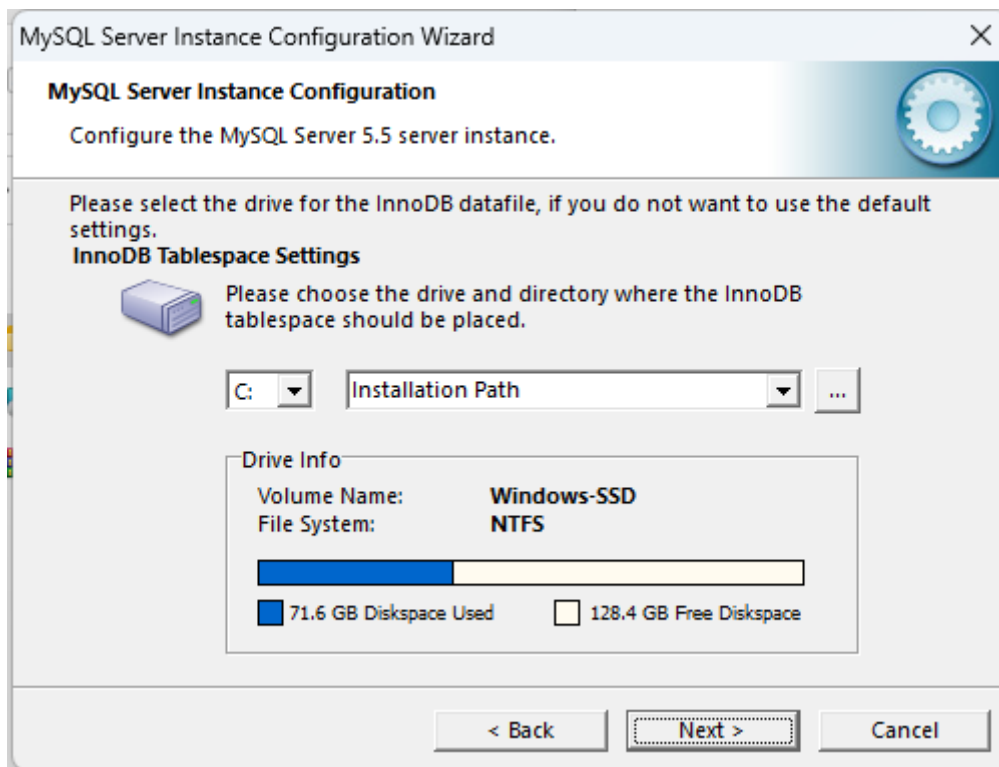 MySQL Server Instance Configuration Wizard
MySQL Server Instance Configuration
Configure the MySQL Server 5.5 server instance.
Please select the drive for the InnoDB datafile, if you do not want to use the default
settings.
InnoDB Tablespace Settings
Please choose the drive and directory where the InnoDB
tablespace should be placed.
C: Installation Path ...
Drive Info
Volume Name: Windows-SSD
File System: NTFS
71.6 GB Diskspace Used 128.4 GB Free Diskspace
< Back Next > Cancel